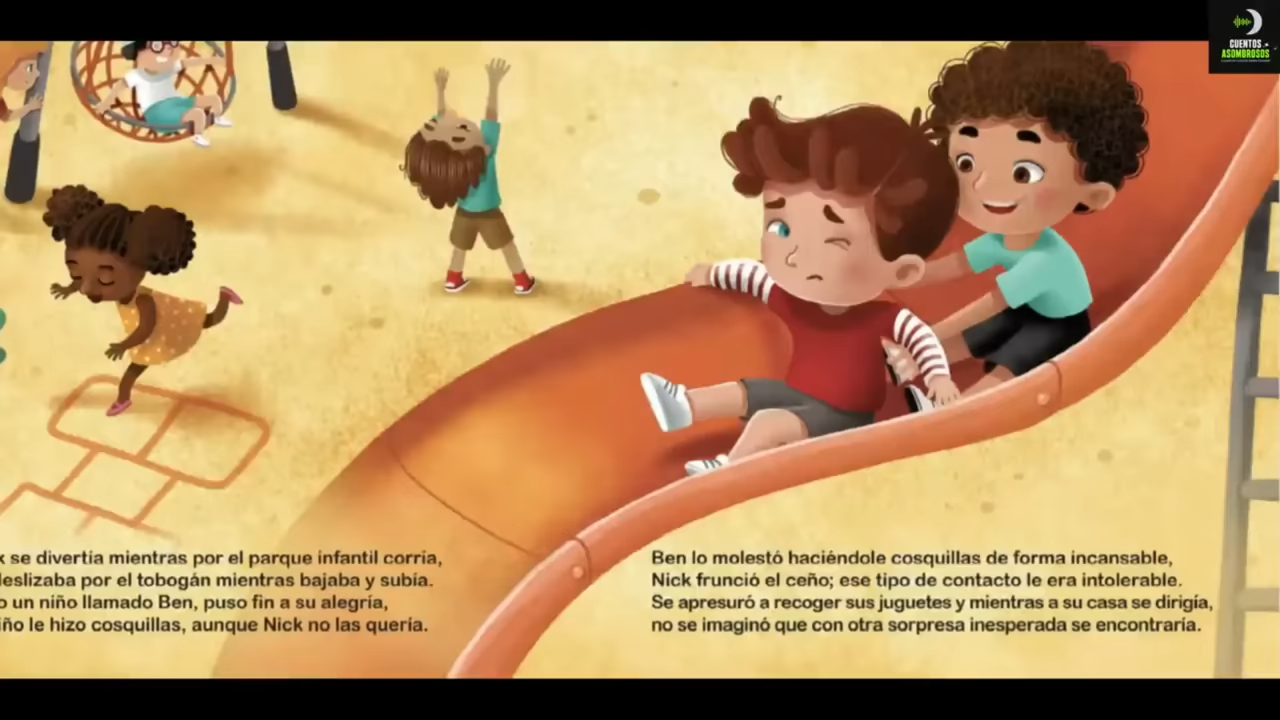 CUENTOS
ASOMBROSOS
se divertía mientras por el parque infantil corría,
por el tobogán mientras bajaba y subía.
un niño llamado Ben, puso fin a su alegría,
le hizo cosquillas, aunque Nick no las quería.
Ben lo molestó haciéndole cosquillas de forma incansable,
Nick frunció el ceño; ese tipo de contacto le era intolerable.
Se apresuró a recoger sus juguetes y mientras a su casa se dirigía,
no se imaginó que con otra sorpresa inesperada se encontraría.